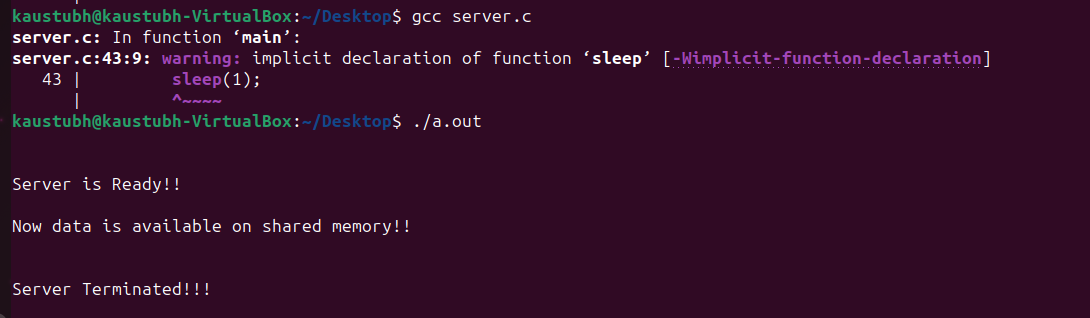 kaustubh@kaustubh-VirtualBox:~/Desktop$ gcc server.c
server.c: In function ‘main’:
server.c:43:9: warning: implicit declaration of function ‘sleep’ [-Wimplicit-function-declaration]
   43 |         sleep(1);
      |         ^~~~~
kaustubh@kaustubh-VirtualBox:~/Desktop$ ./a.out
Server is Ready!!
Now data is available on shared memory!!
Server Terminated!!!